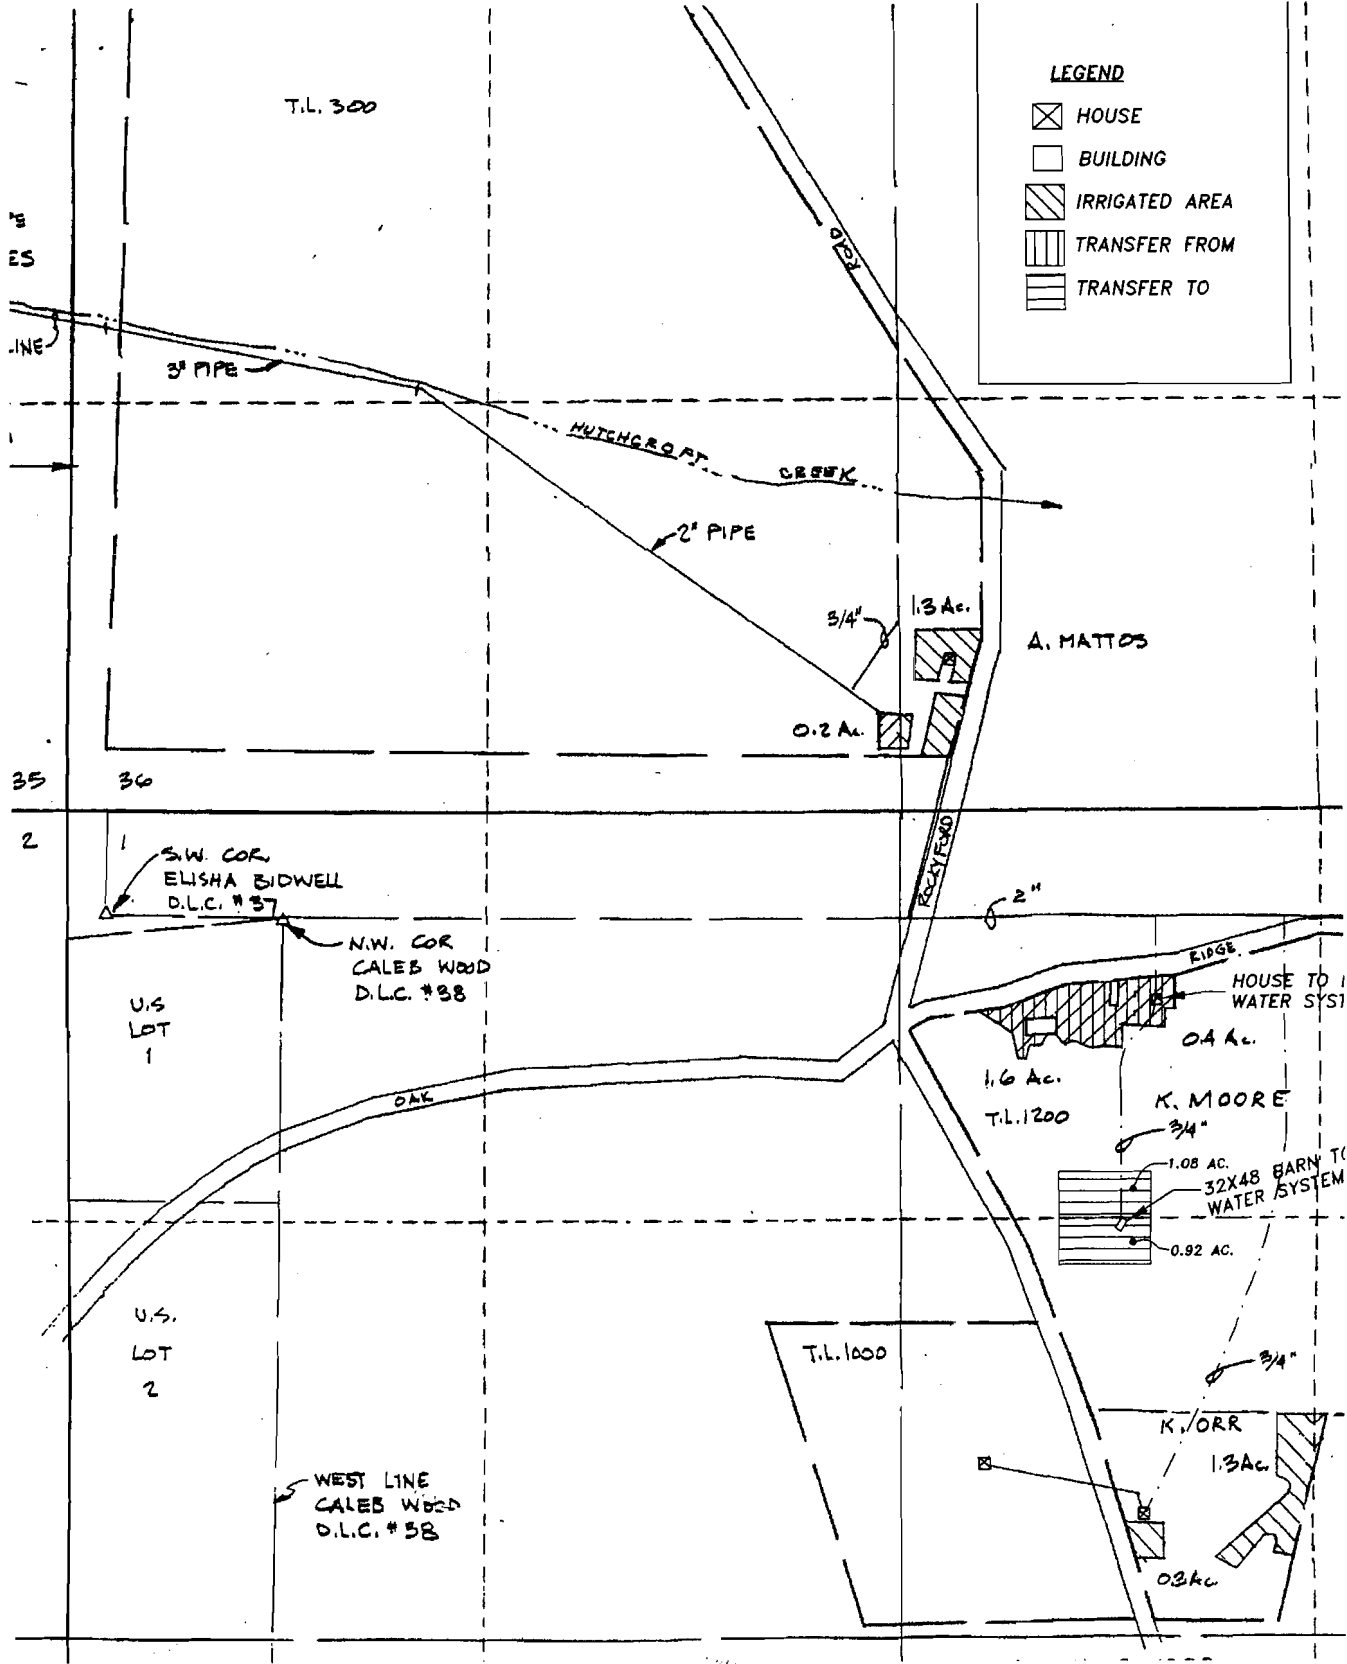 T.L. 300
LEGEND
HOUSE
BUILDING
IRRIGATED AREA
TRANSFER FROM
TRANSFER TO
ES
ROAD
3" PIPE
HUTCHCROFT
CREEK
2" PIPE
3/4"
1.3 Ac.
A. MATTOS
0.2 Ac.
35
36
2
1
ROCKYFORD
S.W. COR.
ELISHA BIDWELL
D.L.C. #37
2"
N.W. COR
CALEB WOOD
D.L.C. #38
RIDGE
HOUSE TO
WATER SYST
U.S
LOT
1
0.4 Ac.
1.6 Ac.
T.L. 1200
K. MOORE
OAK
3/4"
1.08 AC.
32X48 BARN TO
WATER SYSTEM
0.92 AC.
U.S.
LOT
2
T.L. 1000
3/4"
K. ORR
1.3 Ac.
WEST LINE
CALEB WOOD
D.L.C. #38